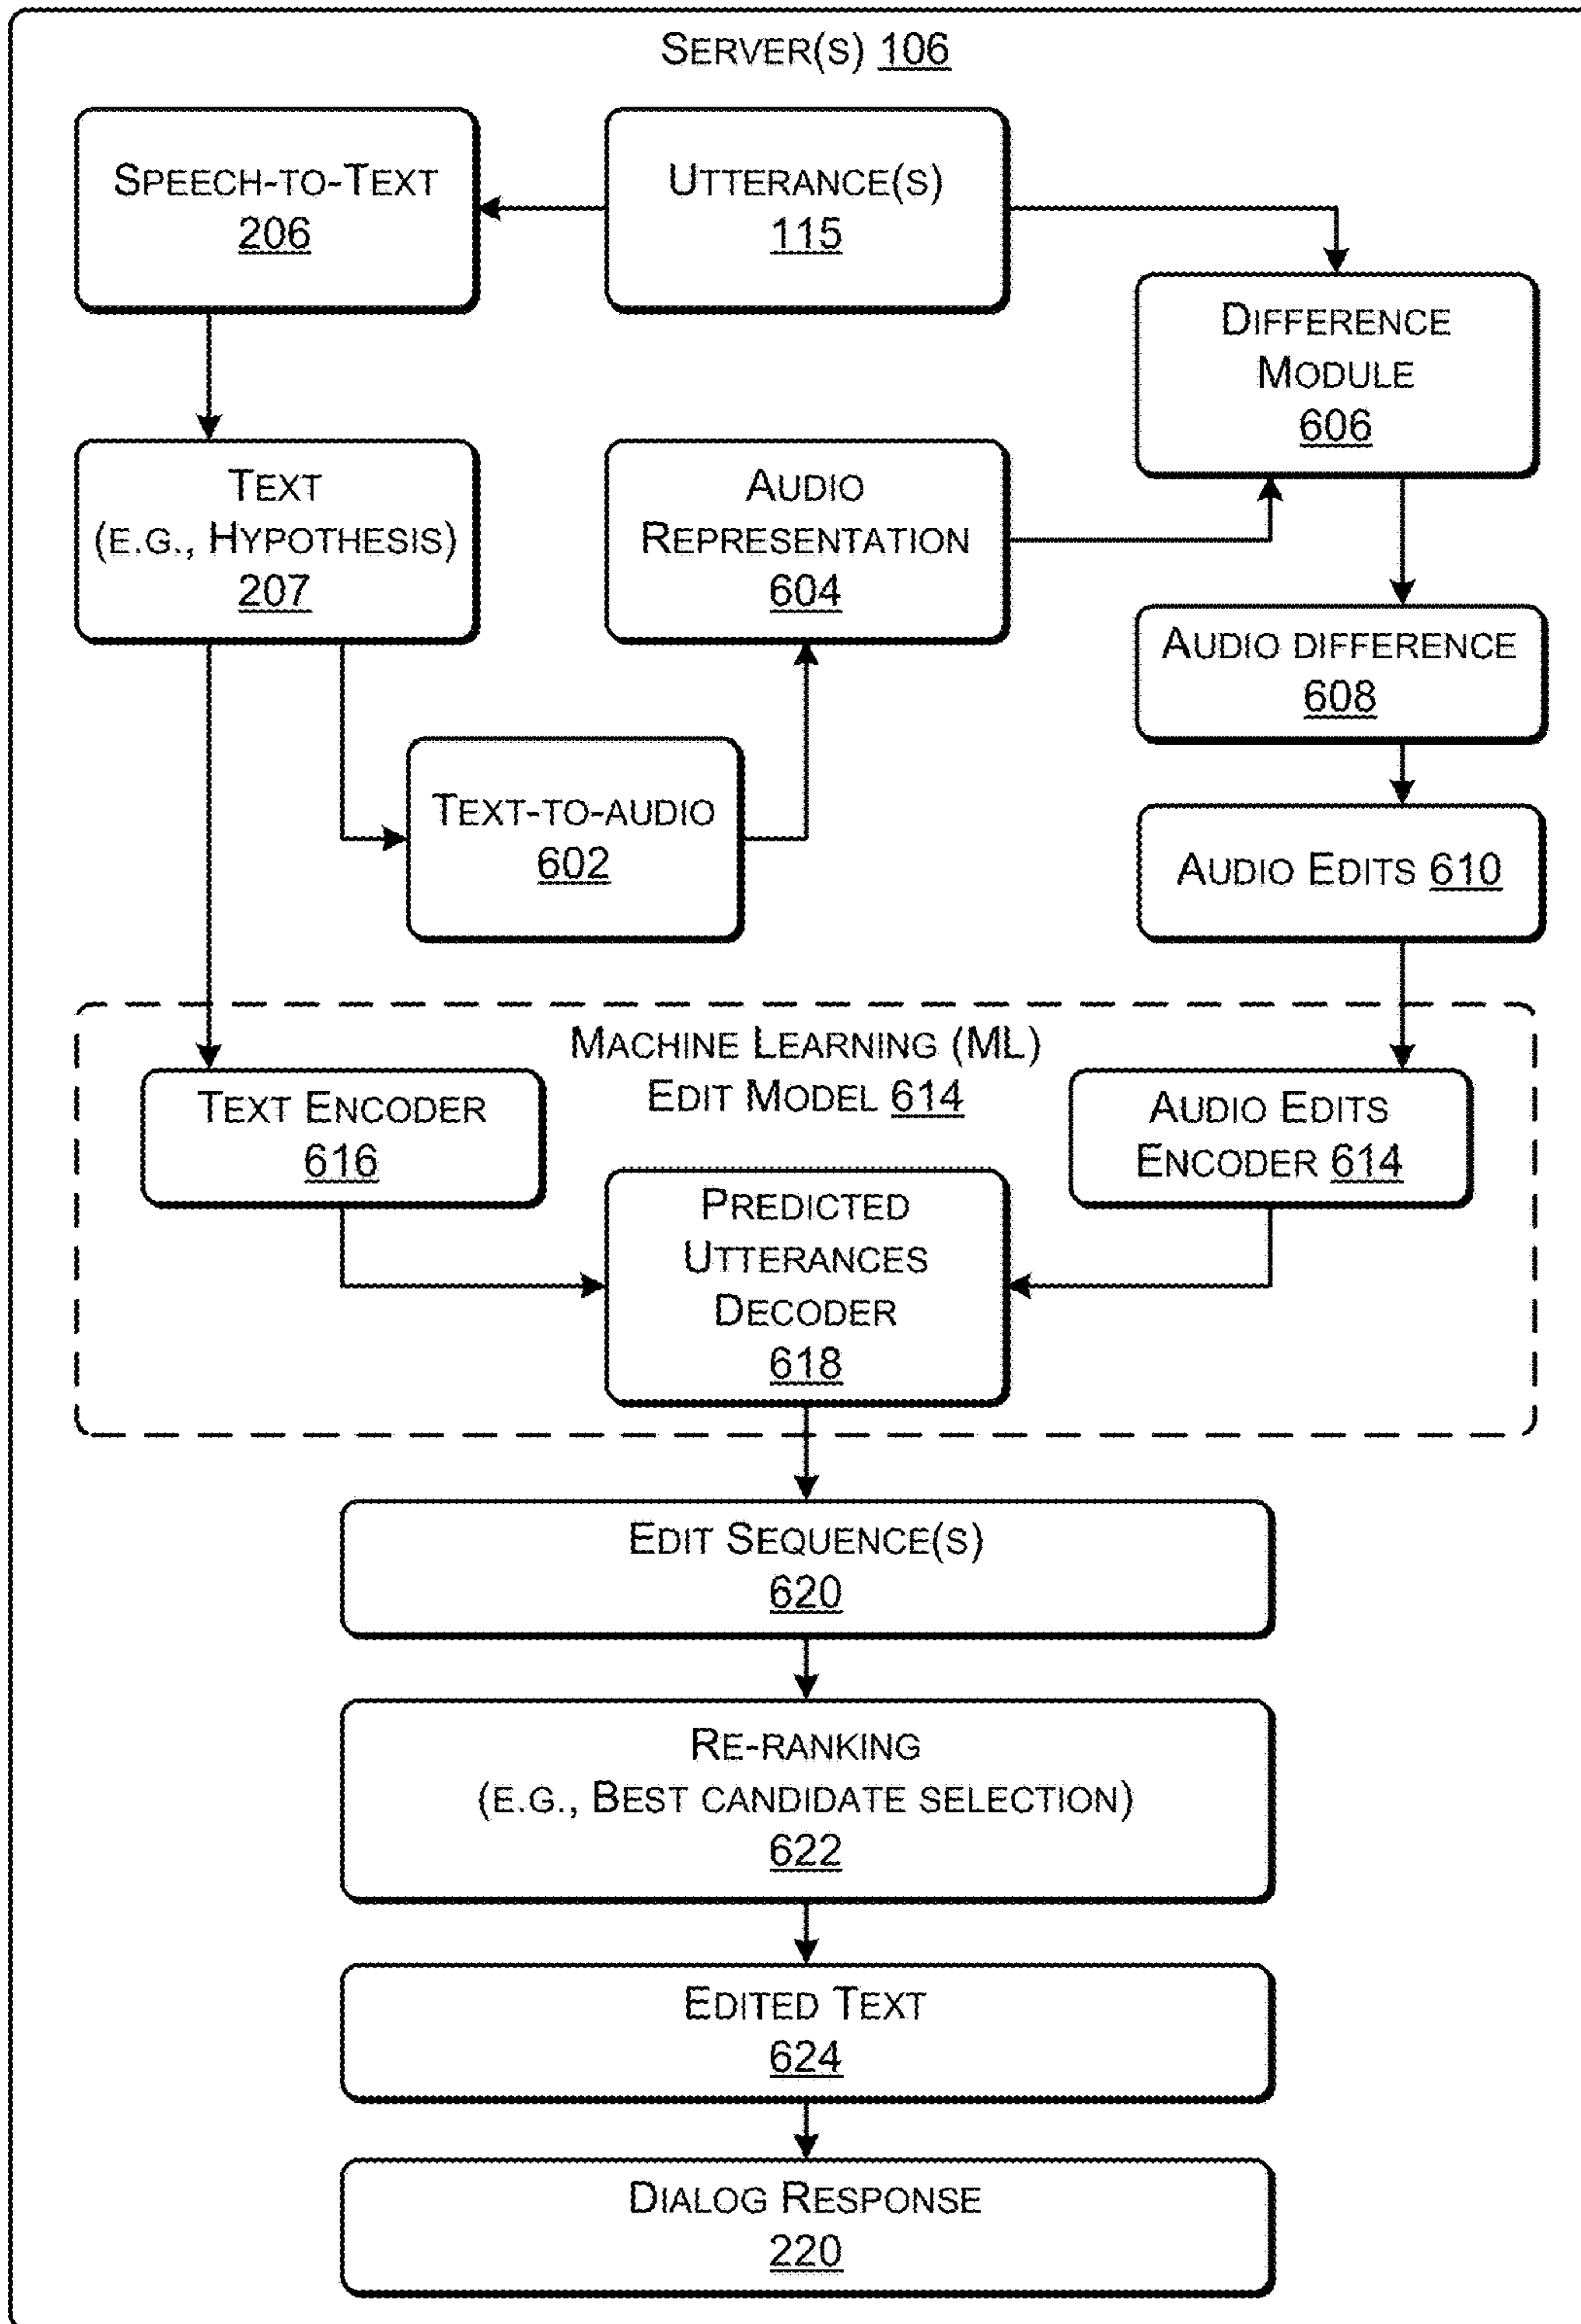 SERVER(S) 106
SPEECH-TO-TEXT
206
UTTERANCE(S)
115
DIFFERENCE
MODULE
606
TEXT
(E.G., HYPOTHESIS)
207
AUDIO
REPRESENTATION
604
AUDIO DIFFERENCE
608
TEXT-TO-AUDIO
602
AUDIO EDITS 610
MACHINE LEARNING (ML)
EDIT MODEL 614
TEXT ENCODER
616
AUDIO EDITS
ENCODER 614
PREDICTED
UTTERANCES
DECODER
618
EDIT SEQUENCE(S)
620
RE-RANKING
(E.G., BEST CANDIDATE SELECTION)
622
EDITED TEXT
624
DIALOG RESPONSE
220